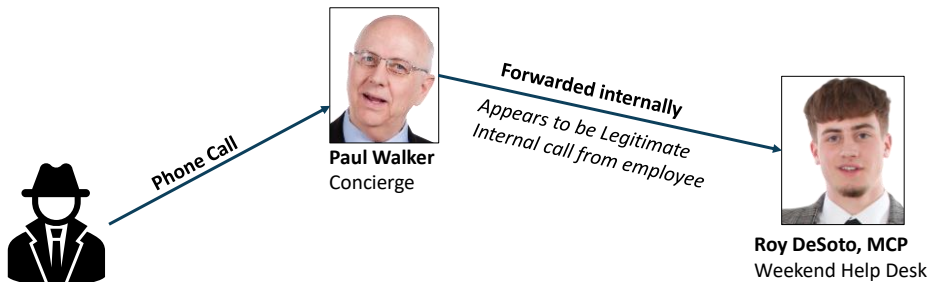 Phone Call
Paul Walker
Concierge
Forwarded internally
Appears to be Legitimate
Internal call from employee
Roy DeSoto, MCP
Weekend Help Desk